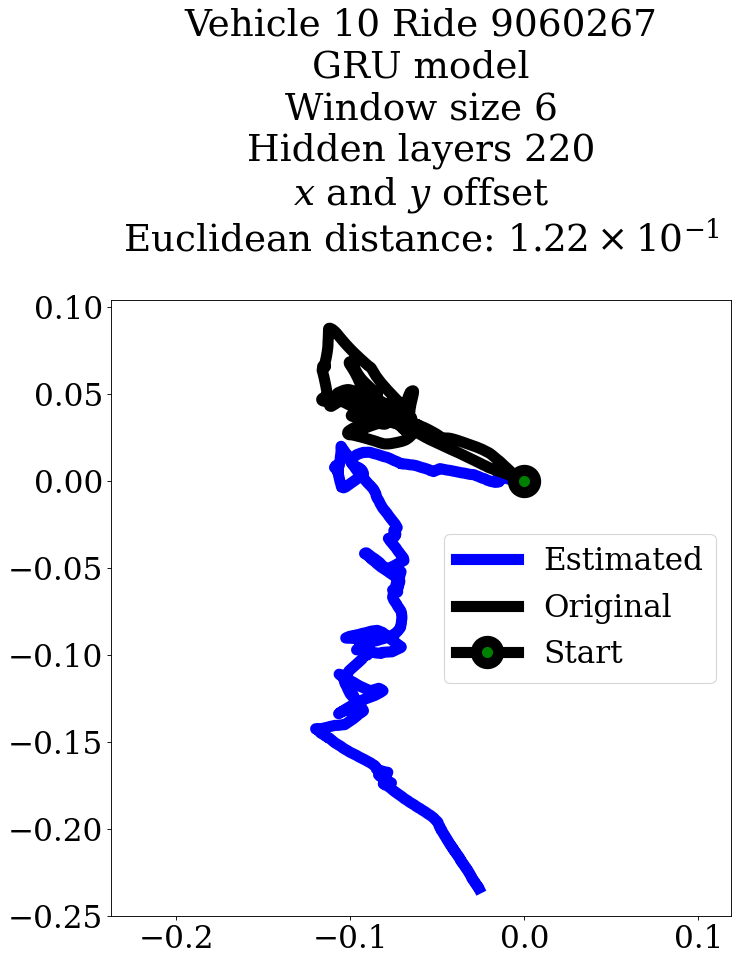 Vehicle 10 Ride 9060267
GRU model
Window size 6
Hidden layers 220
x and y offset
Euclidean distance: 1.22 × 10⁻¹
0.10
0.05
0.00
−0.05
−0.10
−0.15
−0.20
−0.25
Estimated
Original
Start
−0.2
−0.1
0.0
0.1